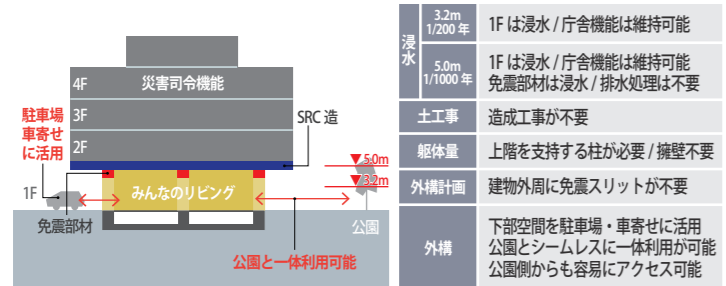 4F
災害司令機能
3F
2F
SRC 造
駐車場
車寄せ
に活用
▼5.0m
▼3.2m
1F
みんなのリビング
免震部材
公園
公園と一体利用可能
浸水
3.2m
1/200 年
1F は浸水 / 庁舎機能は維持可能
5.0m
1/1000 年
1F は浸水 / 庁舎機能は維持可能
免震部材は浸水 / 排水処理は不要
土工事
造成工事が不要
躯体量
上階を支持する柱が必要 / 擁壁不要
外構計画
建物外周に免震スリットが不要
外構
下部空間を駐車場・車寄せに活用
公園とシームレスに一体利用が可能
公園側からも容易にアクセス可能